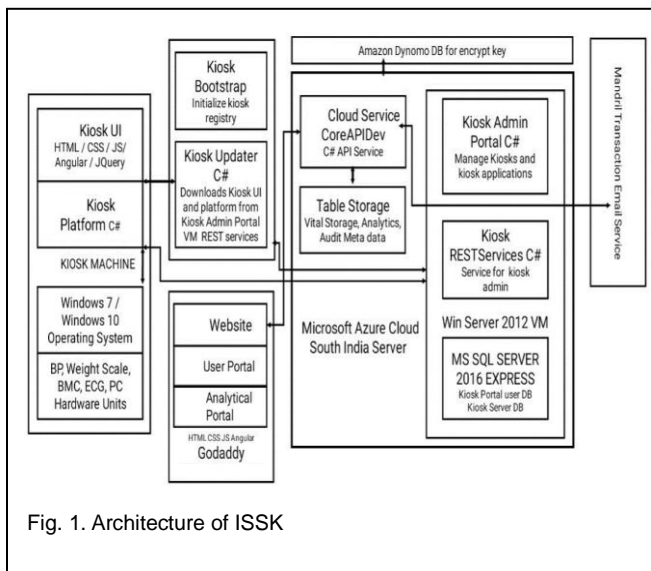 Amazon Dynomo DB for encrypt key
Kiosk
Bootstrap
Initialize kiosk
registry
Kiosk UI
HTML / CSS / JS/
Angular / JQuery
Kiosk
Platform C#
KIOSK MACHINE
Windows 7 /
Windows 10
Operating System
BP, Weight Scale,
BMC, ECG, PC
Hardware Units
Kiosk Updater
C#
Downloads Kiosk UI
and platform from
Kiosk Admin Portal
VM REST services
Website
User Portal
Analytical
Portal
HTML CSS JS Angular
Godaddy
Cloud Service
CoreAPIDev
C# API Service
Table Storage
Vital Storage, Analytics,
Audit Meta data
Microsoft Azure Cloud
South India Server
Kiosk Admin
Portal C#
Manage Kiosks and
kiosk applications
Kiosk
RESTServices C#
Service for kiosk
admin
Win Server 2012 VM
MS SQL SERVER
2016 EXPRESS
Kiosk Portal user DB
Kiosk Server DB
Mandril Transaction Email Service
Fig. 1. Architecture of ISSK